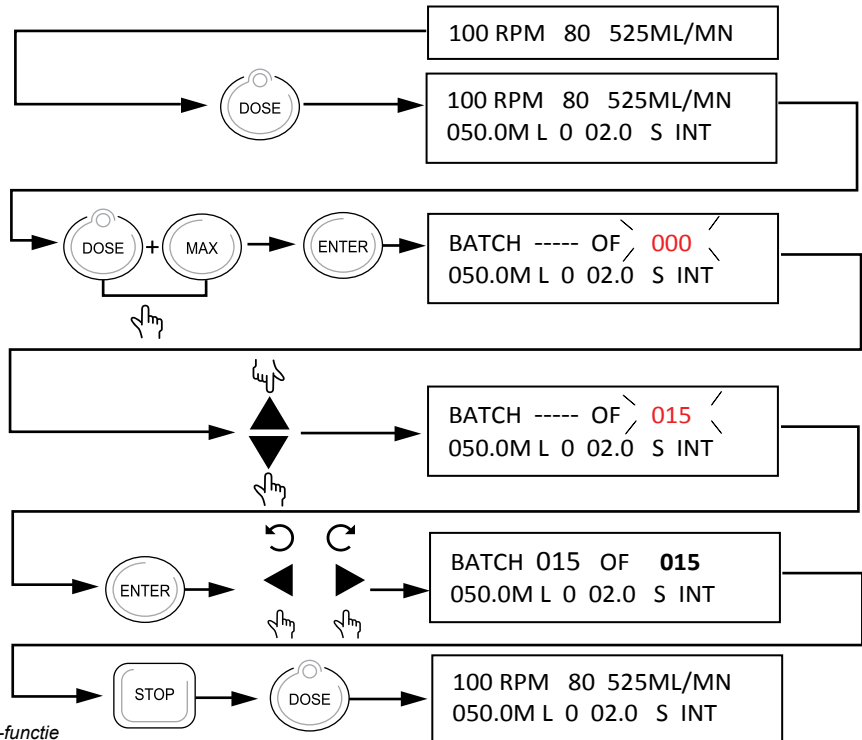 100 RPM 80 525ML/MN
DOSE
100 RPM 80 525ML/MN
050.0M L 0 02.0 S INT
DOSE + MAX ENTER
BATCH ----- OF 000
050.0M L 0 02.0 S INT
BATCH ----- OF 015
050.0M L 0 02.0 S INT
ENTER
BATCH 015 OF 015
050.0M L 0 02.0 S INT
STOP DOSE
100 RPM 80 525ML/MN
050.0M L 0 02.0 S INT
-functie